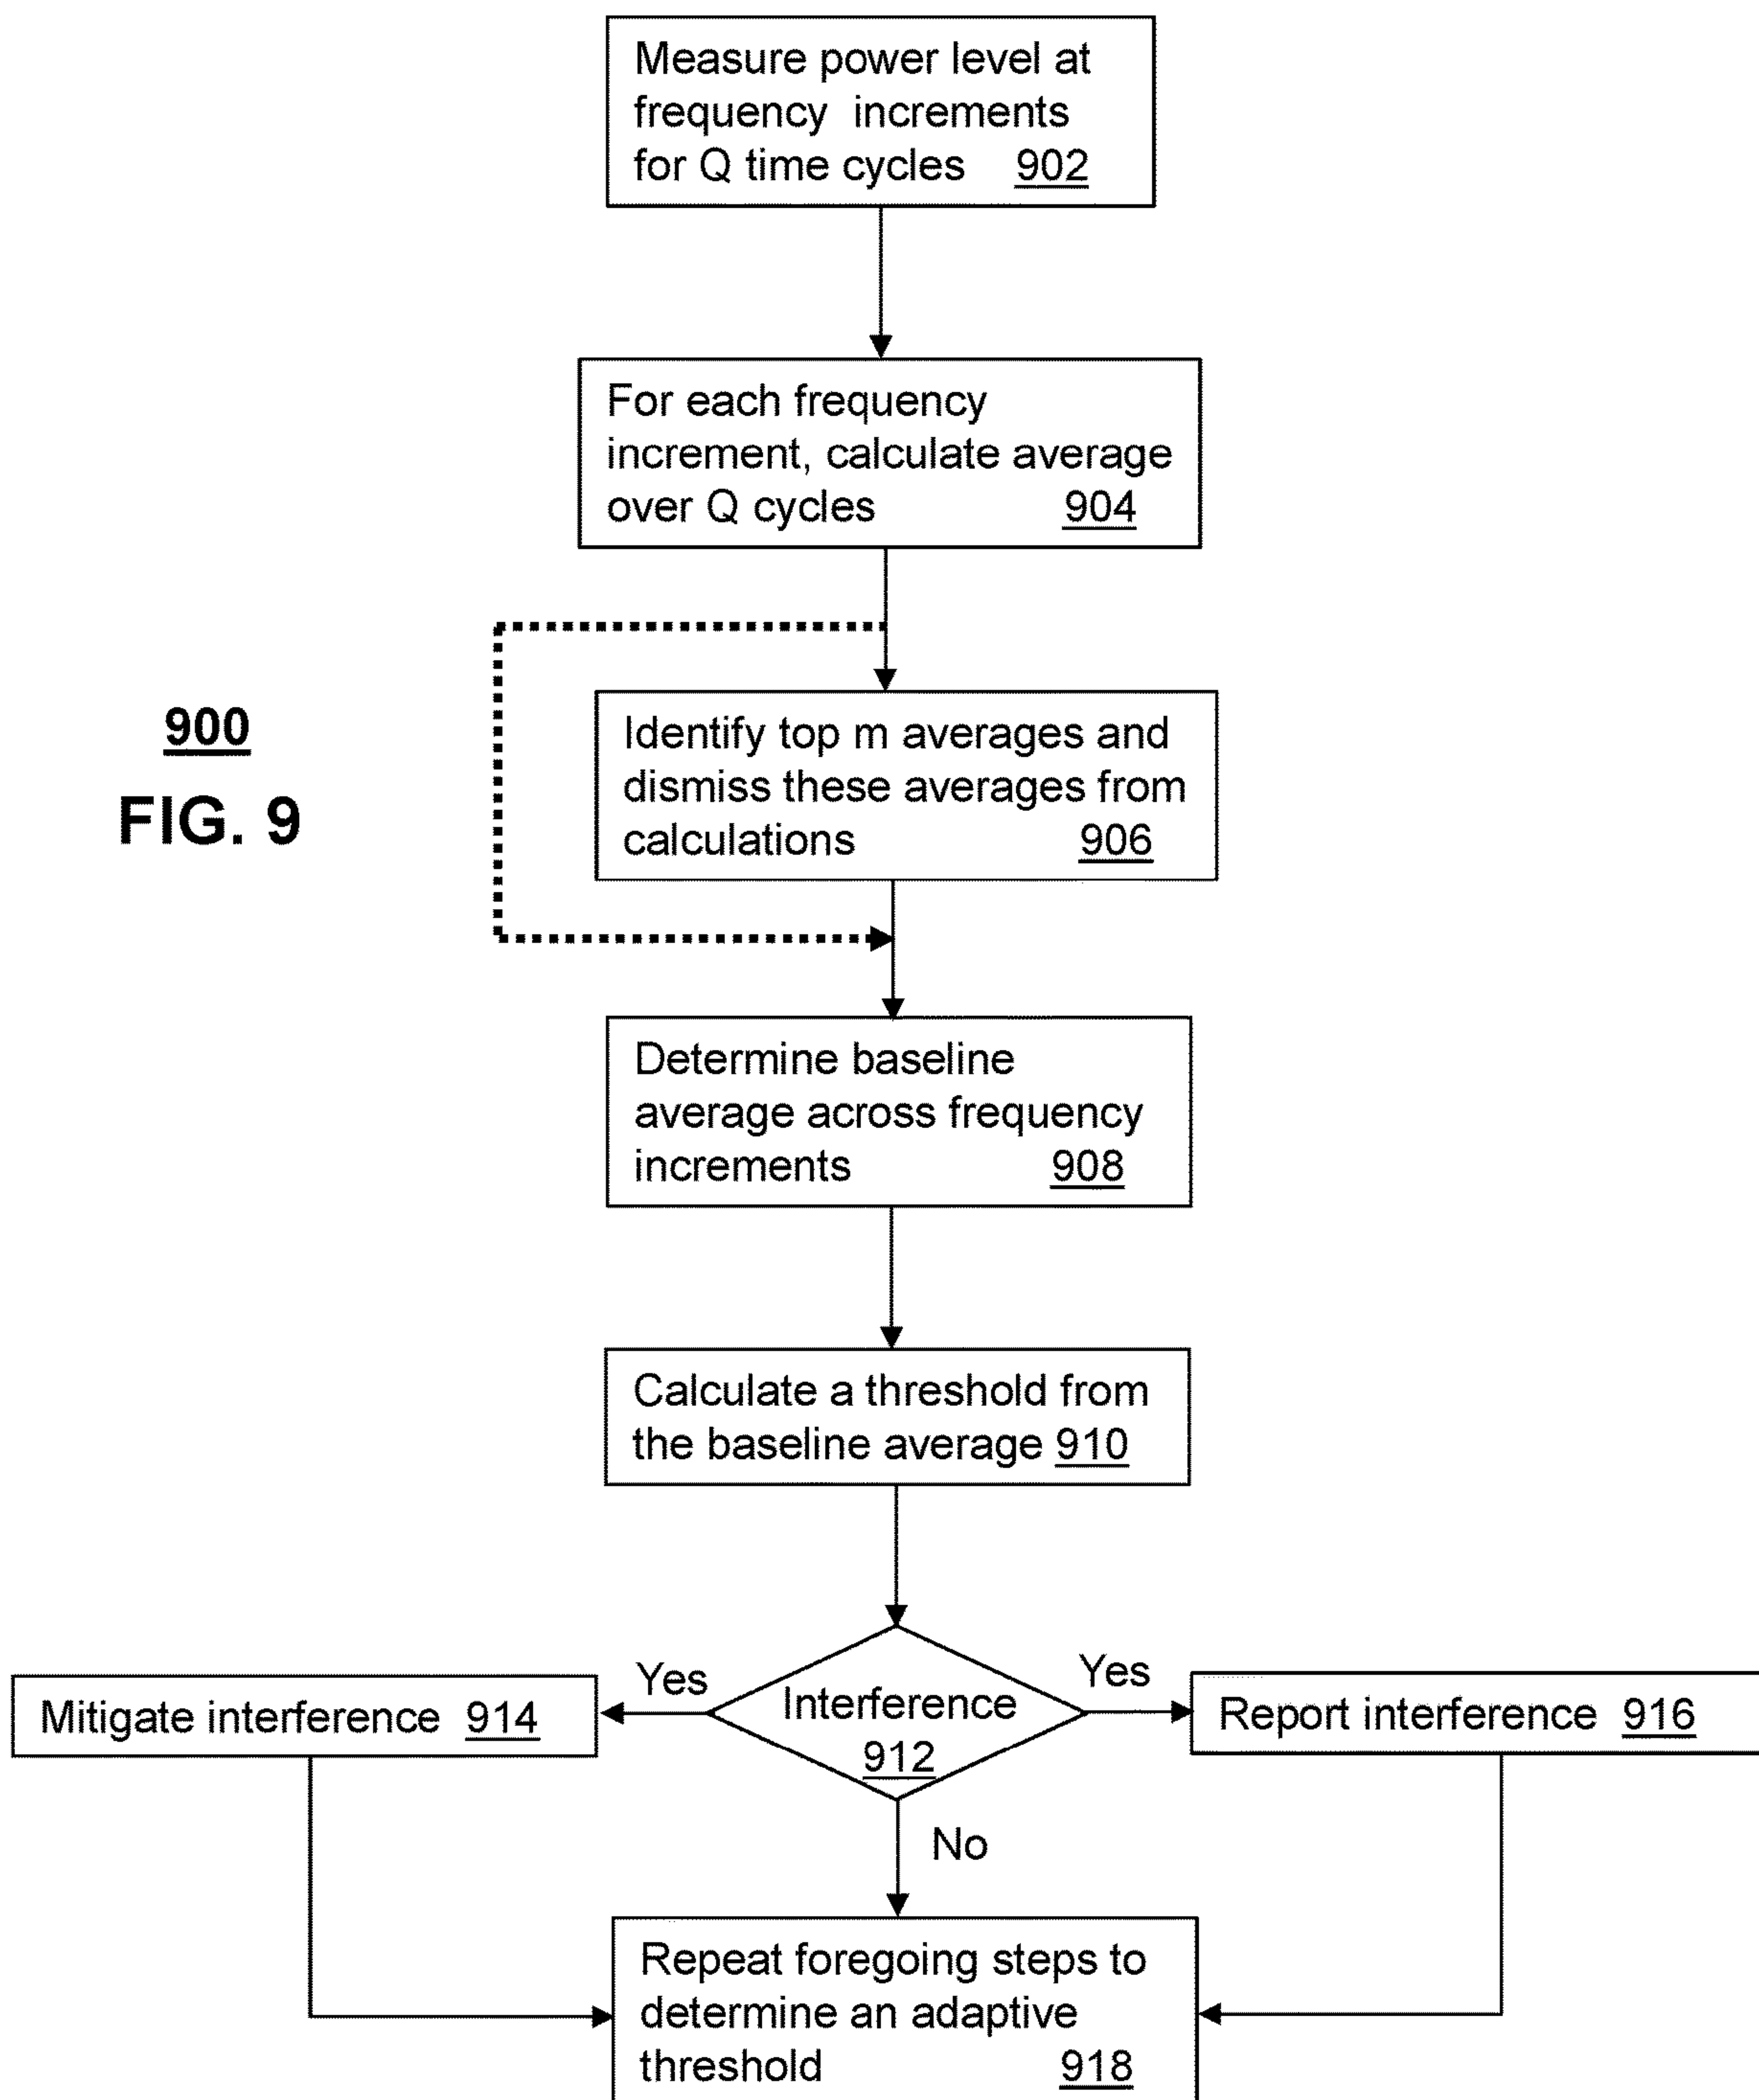 Measure power level at
frequency increments
for Q time cycles 902
For each frequency
increment, calculate average
over Q cycles 904
900
FIG. 9
Identify top m averages and
dismiss these averages from
calculations 906
Determine baseline
average across frequency
increments 908
Calculate a threshold from
the baseline average 910
Yes
Yes
Mitigate interference 914
Interference
912
Report interference 916
No
Repeat foregoing steps to
determine an adaptive
threshold 918